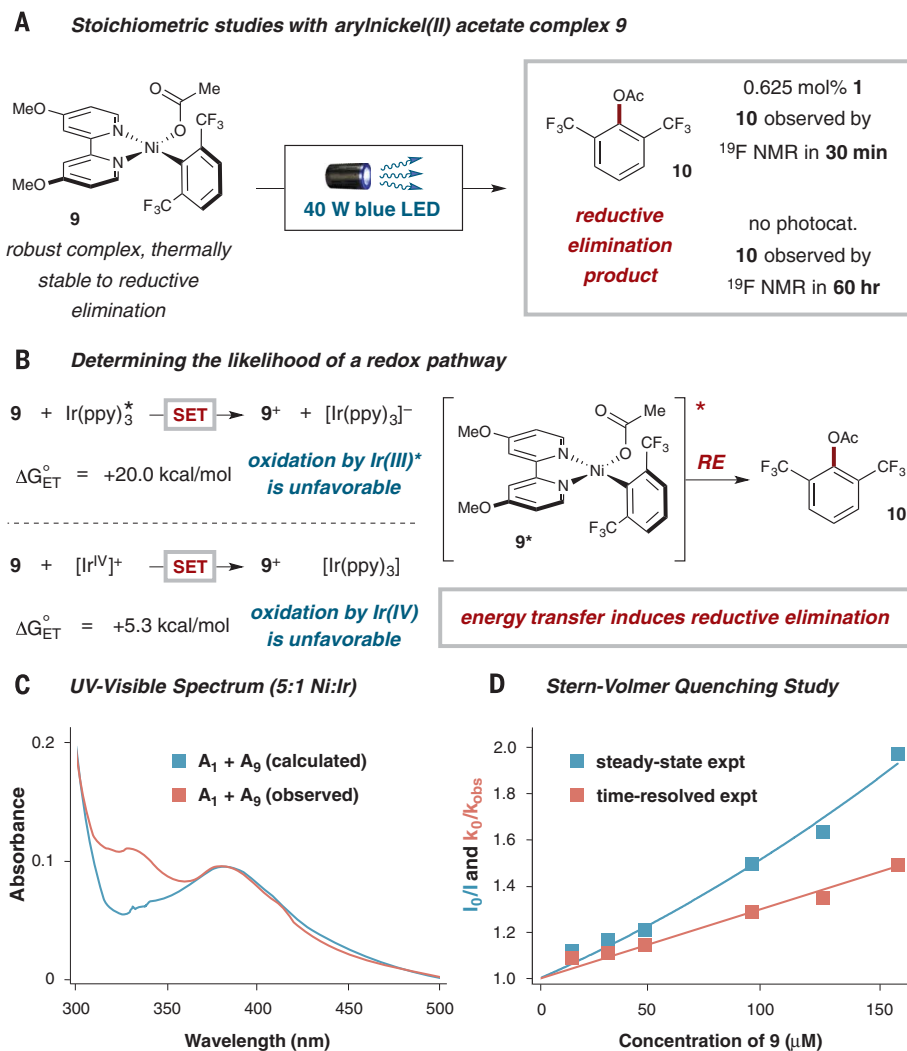 A Stoichiometric studies with arylnickel(II) acetate complex 9
MeO
MeO
N
N
Ni
O
O
Me
CF₃
F₃C
9
robust complex, thermally
stable to reductive
elimination
40 W blue LED
OAc
F₃C
CF₃
10
reductive
elimination
product
0.625 mol% 1
10 observed by
¹⁹F NMR in 30 min
no photocat.
10 observed by
¹⁹F NMR in 60 hr
B Determining the likelihood of a redox pathway
9 + Ir(ppy)₃* SET 9⁺ + [Ir(ppy)₃]⁻
ΔG°ET = +20.0 kcal/mol
oxidation by Ir(III)*
is unfavorable
9 + [Irᴵⱽ]⁺ SET 9⁺ [Ir(ppy)₃]
ΔG°ET = +5.3 kcal/mol
oxidation by Ir(IV)
is unfavorable
MeO
MeO
N
N
Ni
O
O
Me
CF₃
F₃C
9*
*
RE
OAc
F₃C
CF₃
10
energy transfer induces reductive elimination
C UV-Visible Spectrum (5:1 Ni:Ir)
A₁ + A₉ (calculated)
A₁ + A₉ (observed)
Absorbance
0.2
0.1
0
300 350 400 450 500
Wavelength (nm)
D Stern-Volmer Quenching Study
steady-state expt
time-resolved expt
I₀/I and k₀/kobs
2.0
1.8
1.6
1.4
1.2
1.0
0 50 100 150
Concentration of 9 (μM)